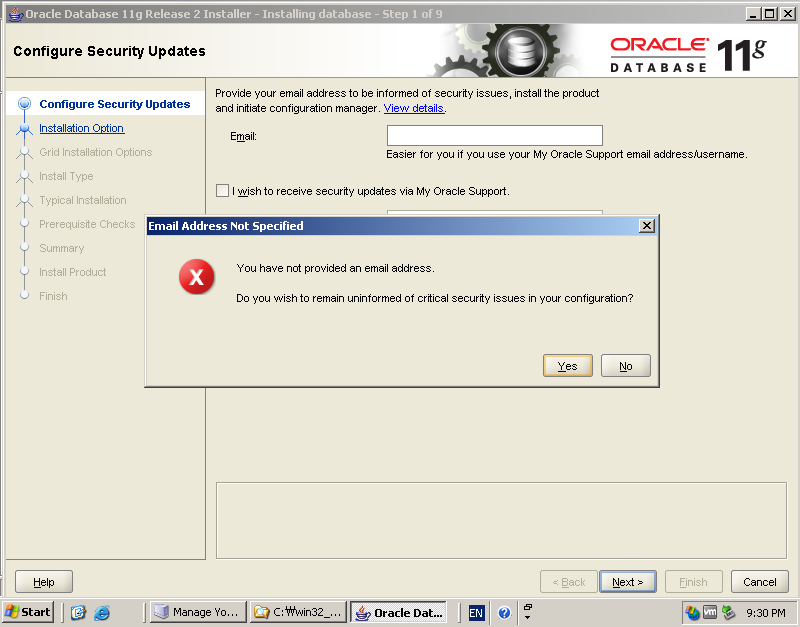 Oracle Database 11g Release 2 Installer - Installing database - Step 1 of 9
Configure Security Updates
ORACLE
DATABASE
11g
Configure Security Updates
Installation Option
Grid Installation Options
Install Type
Typical Installation
Prerequisite Checks
Summary
Install Product
Finish
Provide your email address to be informed of security issues, install the product
and initiate configuration manager. View details.
Email:
Easier for you if you use your My Oracle Support email address/username.
I wish to receive security updates via My Oracle Support.
Email Address Not Specified
You have not provided an email address.
Do you wish to remain uninformed of critical security issues in your configuration?
Yes
No
Help
< Back
Next >
Finish
Cancel
Start
Manage Yo...
C:₩win32_...
Oracle Dat...
EN
vm
9:30 PM